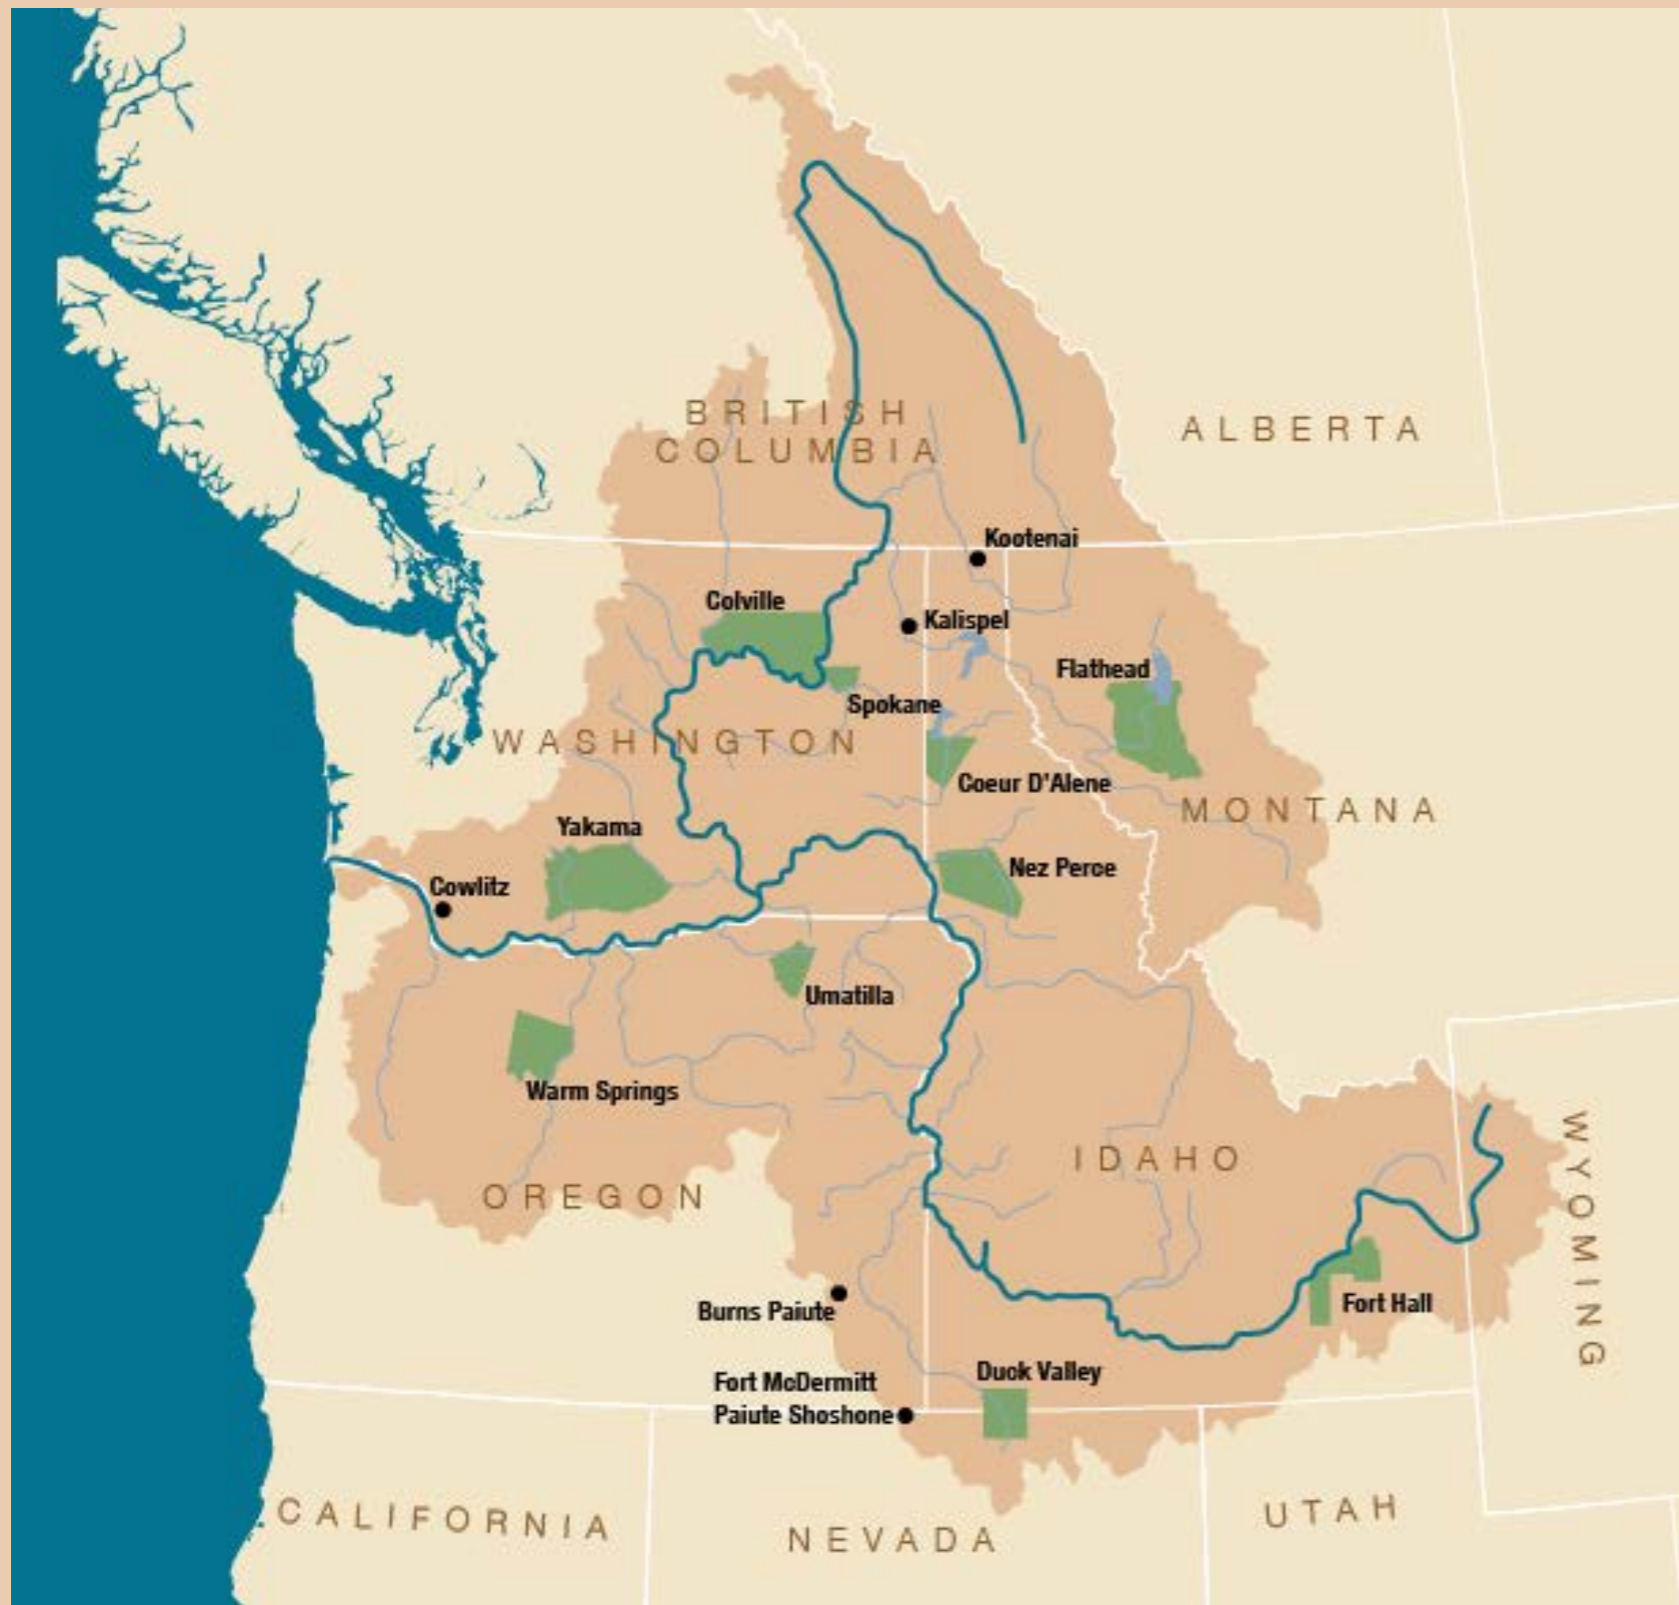 BRITISH
COLUMBIA
ALBERTA
Kootenai
Colville
Kalispel
Flathead
Spokane
WASHINGTON
Coeur D'Alene
MONTANA
Yakama
Nez Perce
Cowlitz
Umatilla
Warm Springs
IDAHO
WYOMING
OREGON
Burns Paiute
Fort Hall
Duck Valley
Fort McDermitt
Paiute Shoshone
CALIFORNIA
NEVADA
UTAH